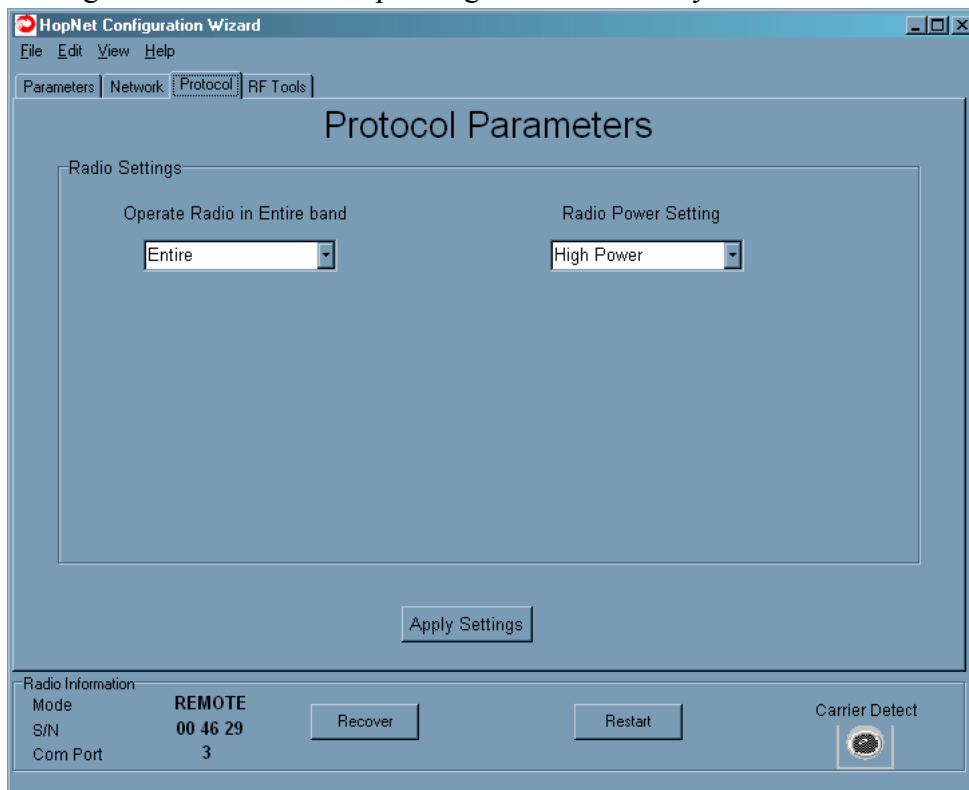 HopNet Configuration Wizard
File Edit View Help
Parameters Network Protocol RF Tools
Protocol Parameters
Radio Settings
Operate Radio in Entire band Radio Power Setting
Entire High Power
Apply Settings
Radio Information
Mode REMOTE
S/N 00 46 29
Com Port 3
Recover Restart
Carrier Detect